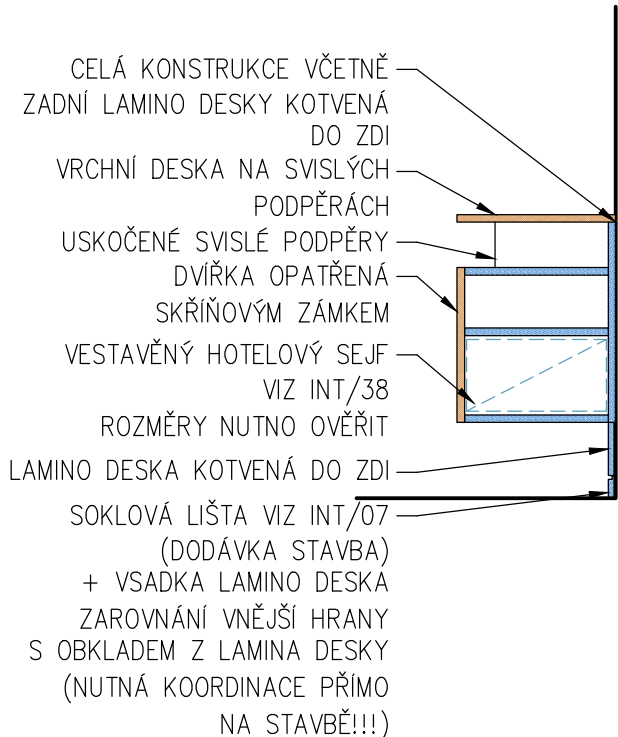 CELÁ KONSTRUKCE VČETNĚ
ZADNÍ LAMINO DESKY KOTVENÁ
DO ZDI
VRCHNÍ DESKA NA SVISLÝCH
PODPĚRÁCH
USKOČENÉ SVISLÉ PODPĚRY
DVÍŘKA OPATŘENÁ
SKŘÍŇOVÝM ZÁMKEM
VESTAVĚNÝ HOTELOVÝ SEJF
VIZ INT/38
ROZMĚRY NUTNO OVĚŘIT
LAMINO DESKA KOTVENÁ DO ZDI
SOKLOVÁ LIŠTA VIZ INT/07
(DODÁVKA STAVBA)
+ VSADKA LAMINO DESKA
ZAROVNÁNÍ VNĚJŠÍ HRANY
S OBKLADEM Z LAMINA DESKY
(NUTNÁ KOORDINACE PŘÍMO
NA STAVBĚ!!!)